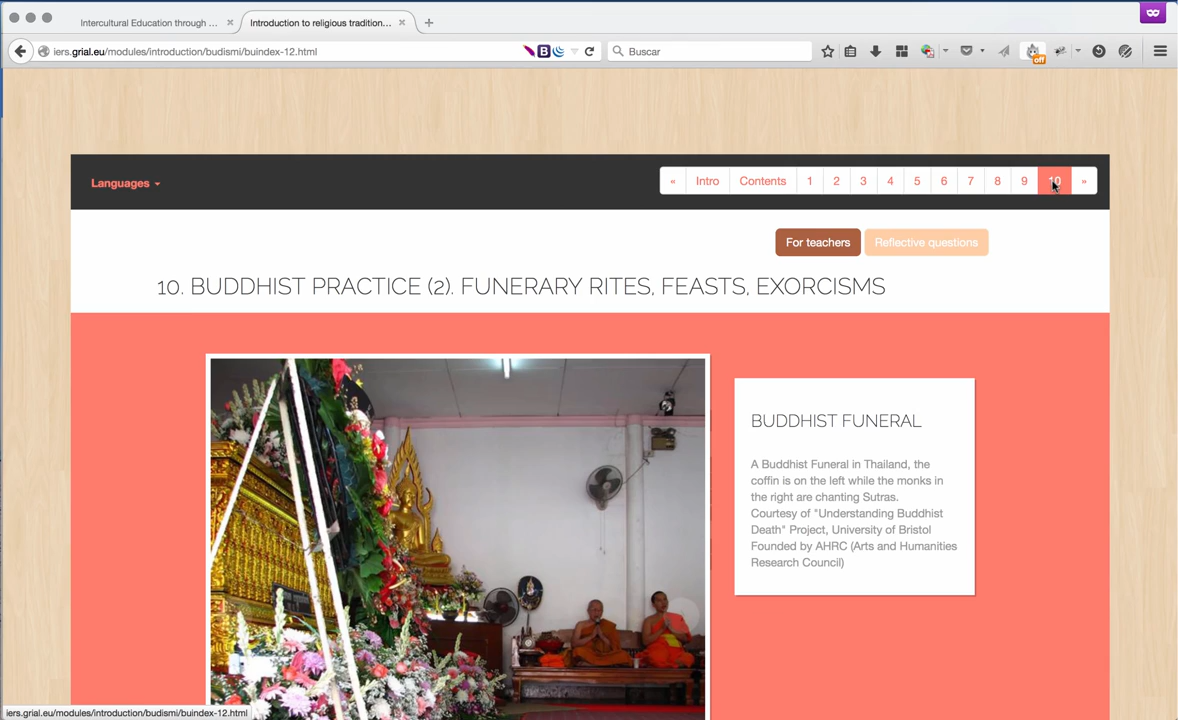 Intercultural Education through ...
Introduction to religious tradition...
iers.grial.eu/modules/introduction/budismi/buindex-12.html
B
Buscar
off
Languages
« Intro Contents 1 2 3 4 5 6 7 8 9 10 »
For teachers
Reflective questions
10. BUDDHIST PRACTICE (2). FUNERARY RITES, FEASTS, EXORCISMS
BUDDHIST FUNERAL
A Buddhist Funeral in Thailand, the
coffin is on the left while the monks in
the right are chanting Sutras.
Courtesy of "Understanding Buddhist
Death" Project, University of Bristol
Founded by AHRC (Arts and Humanities
Research Council)
iers.grial.eu/modules/introduction/budismi/buindex-12.html